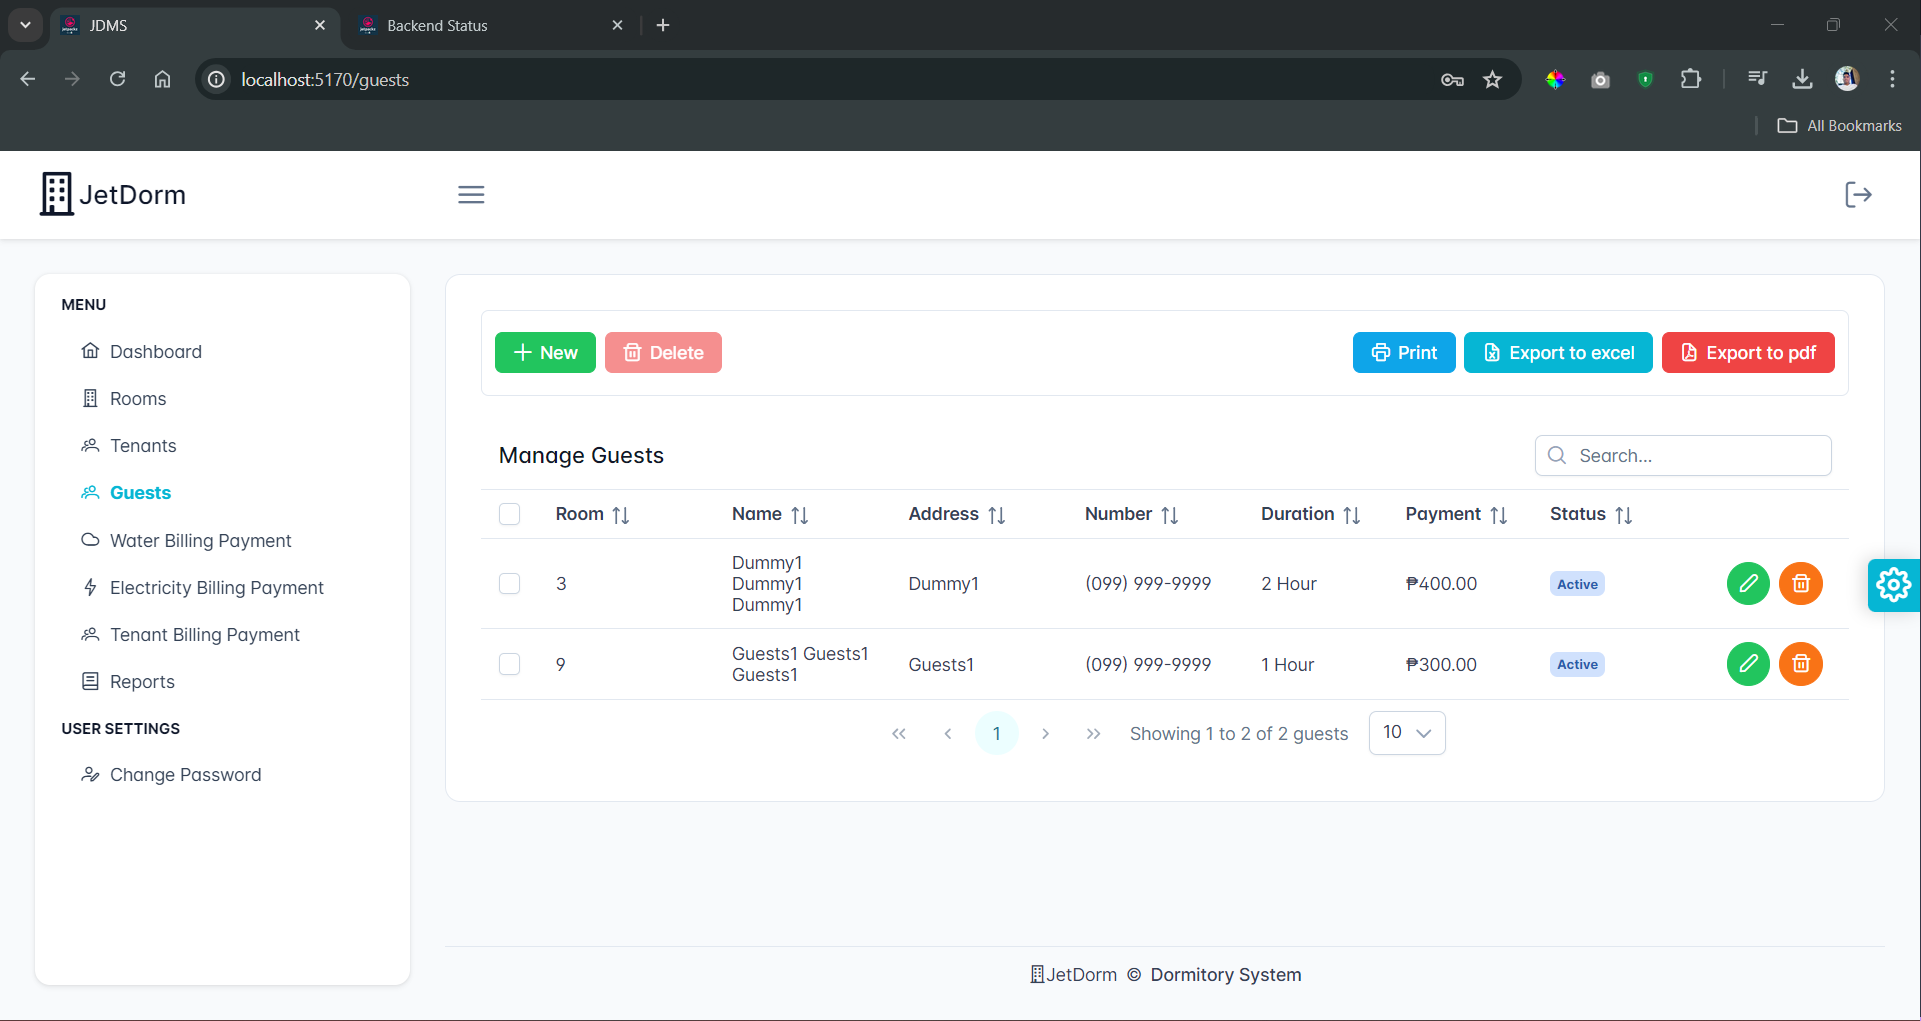 JDMS
Backend Status
localhost:5170/guests
All Bookmarks
JetDorm
MENU
Dashboard
Rooms
Tenants
Guests
Water Billing Payment
Electricity Billing Payment
Tenant Billing Payment
Reports
USER SETTINGS
Change Password
New Delete Print Export to excel Export to pdf
Manage Guests Search...
Room Name Address Number Duration Payment Status
3 Dummy1 Dummy1 Dummy1 Dummy1 (099) 999-9999 2 Hour ₱400.00 Active
9 Guests1 Guests1 Guests1 Guests1 (099) 999-9999 1 Hour ₱300.00 Active
« ‹ 1 › » Showing 1 to 2 of 2 guests 10
JetDorm © Dormitory System